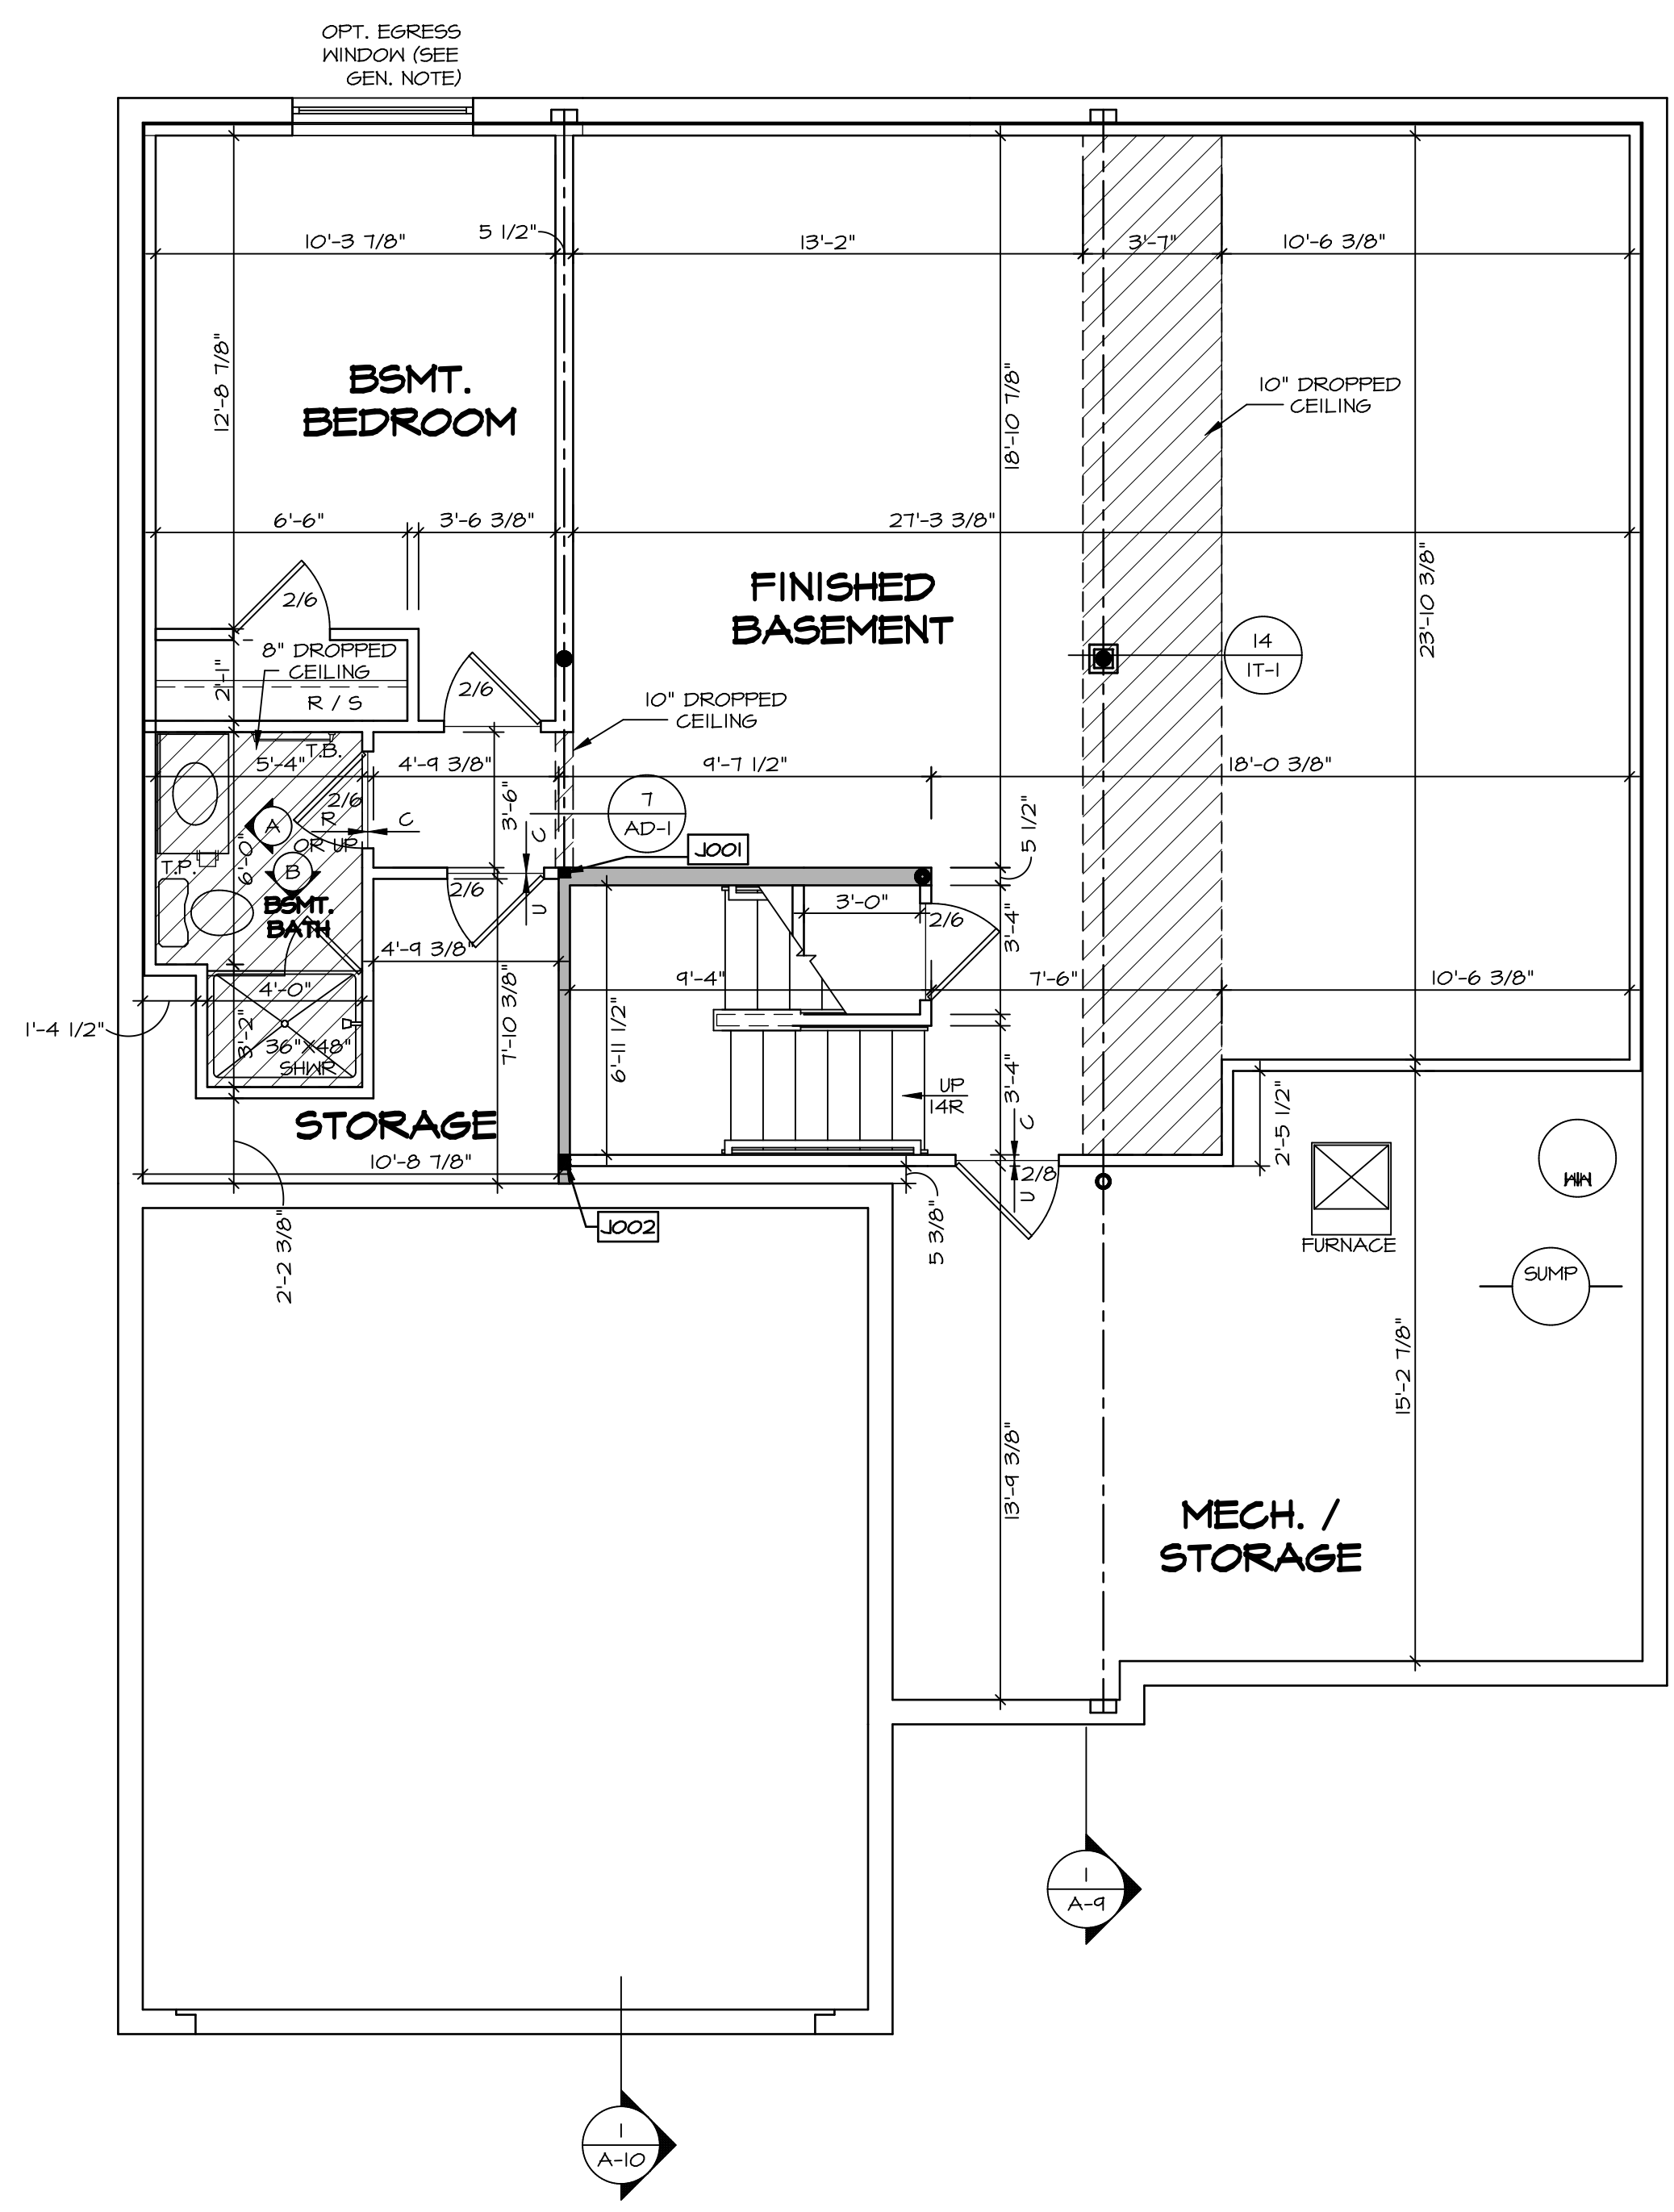 OPT. EGRESS
WINDOW (SEE
GEN. NOTE)
10'-3 7/8"
5 1/2"
13'-2"
3'-7"
10'-6 3/8"
12'-8 7/8"
BSMT.
BEDROOM
18'-10 7/8"
10" DROPPED
CEILING
6'-6"
3'-6 3/8"
27'-3 3/8"
23'-10 3/8"
2/6
FINISHED
BASEMENT
14
1T-1
8" DROPPED
CEILING
2'-1"
R / S
2/6
10" DROPPED
CEILING
T.B.
5'-4"
4'-9 3/8"
9'-7 1/2"
18'-0 3/8"
2/6
R
C
3'-6"
C
7
AD-1
5 1/2"
A
OR UP
6'-0"
B
T.P.
J001
2/6
U
BSMT.
BATH
3'-0"
2/6
3'-4"
4'-9 3/8"
9'-4"
7'-6"
10'-6 3/8"
4'-0"
1'-4 1/2"
3'-2"
36"X48"
SHWR
7'-10 3/8"
6'-11 1/2"
UP
14R
3'-4"
C
2'-5 1/2"
STORAGE
10'-8 7/8"
2/8
U
WH
J002
2'-2 3/8"
5 3/8"
FURNACE
SUMP
15'-2 7/8"
13'-9 3/8"
MECH. /
STORAGE
1
A-9
1
A-10